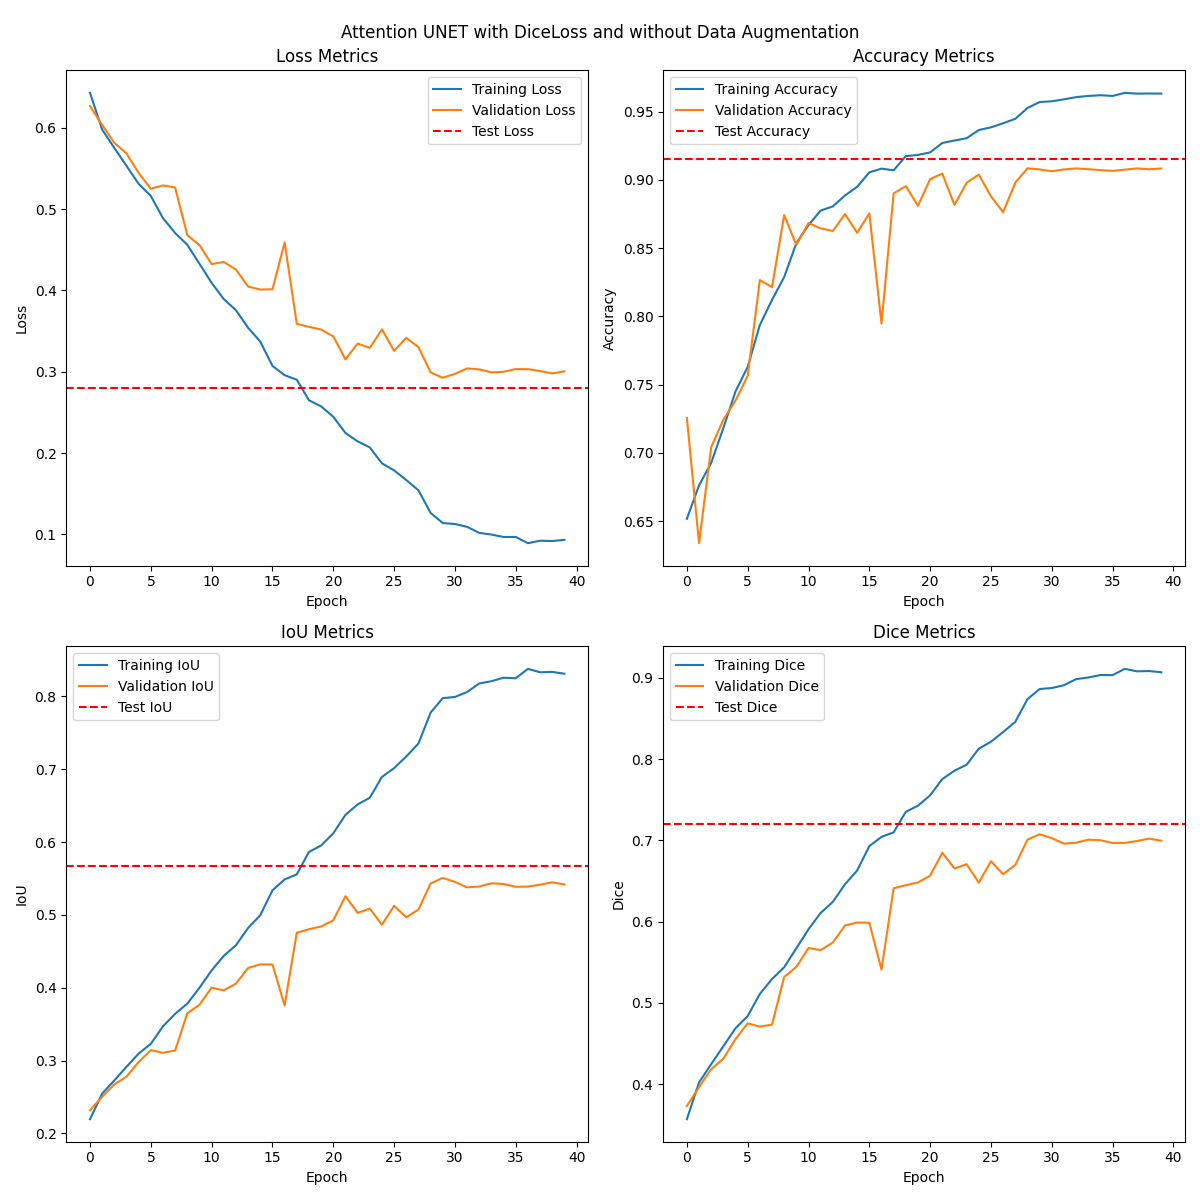 Attention UNET with DiceLoss and without Data Augmentation
Loss Metrics
Training Loss
Validation Loss
Test Loss
Loss
0.6
0.5
0.4
0.3
0.2
0.1
0 5 10 15 20 25 30 35 40
Epoch
Accuracy Metrics
Training Accuracy
Validation Accuracy
Test Accuracy
Accuracy
0.95
0.90
0.85
0.80
0.75
0.70
0.65
0 5 10 15 20 25 30 35 40
Epoch
IoU Metrics
Training IoU
Validation IoU
Test IoU
IoU
0.8
0.7
0.6
0.5
0.4
0.3
0.2
0 5 10 15 20 25 30 35 40
Epoch
Dice Metrics
Training Dice
Validation Dice
Test Dice
Dice
0.9
0.8
0.7
0.6
0.5
0.4
0 5 10 15 20 25 30 35 40
Epoch